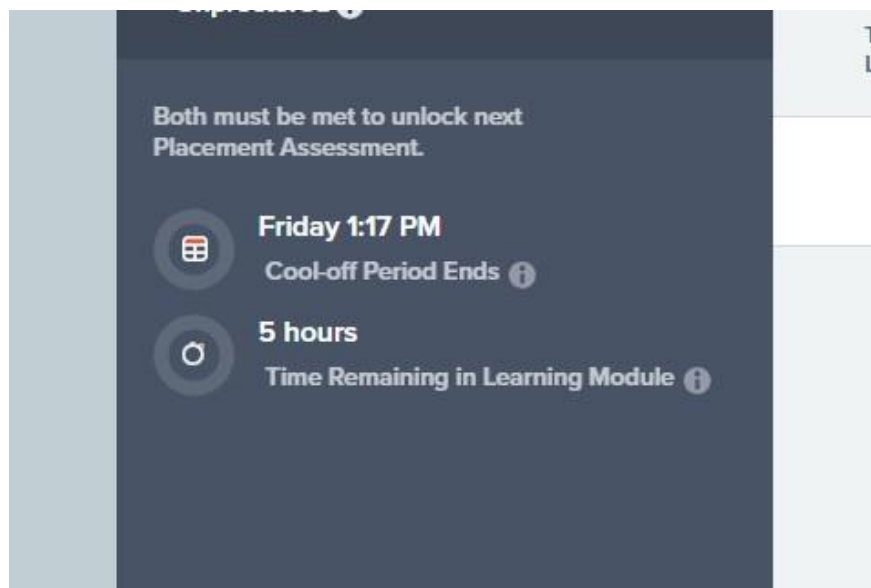 Both must be met to unlock next
Placement Assessment.
Friday 1:17 PM
Cool-off Period Ends
5 hours
Time Remaining in Learning Module